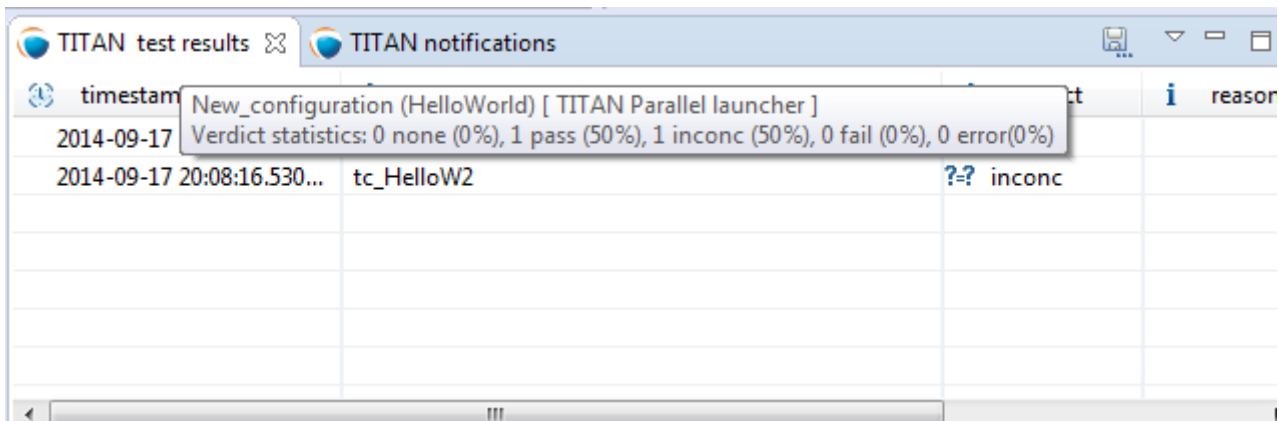 TITAN test results TITAN notifications
timestam ct i reason
New_configuration (HelloWorld) [ TITAN Parallel launcher ]
2014-09-17 Verdict statistics: 0 none (0%), 1 pass (50%), 1 inconc (50%), 0 fail (0%), 0 error(0%)
2014-09-17 20:08:16.530... tc_HelloW2 ?=? inconc